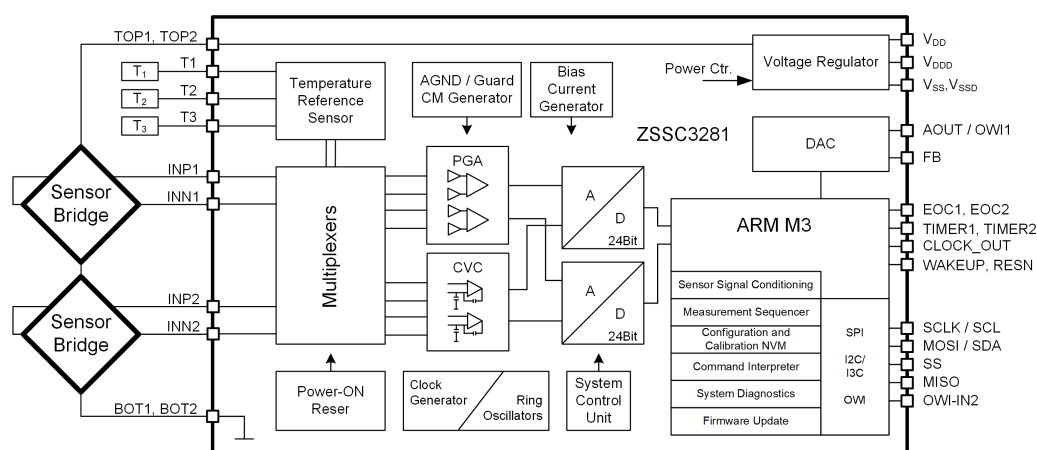 TOP1, TOP2
T1
T1
T2
T2
T3
T3
Temperature
Reference
Sensor
AGND / Guard
CM Generator
Bias
Current
Generator
Power Ctr.
Voltage Regulator
VDD
VDDD
VSS,VSSD
ZSSC3281
DAC
AOUT / OWI1
FB
Sensor
Bridge
INP1
INN1
Multiplexers
PGA
A
D
24Bit
ARM M3
EOC1, EOC2
TIMER1, TIMER2
CLOCK_OUT
WAKEUP, RESN
Sensor
Bridge
INP2
INN2
CVC
A
D
24Bit
Sensor Signal Conditioning
Measurement Sequencer
Configuration and
Calibration NVM
Command Interpreter
System Diagnostics
Firmware Update
SPI
I2C/
I3C
OWI
SCLK / SCL
MOSI / SDA
SS
MISO
OWI-IN2
BOT1, BOT2
Power-ON
Reser
Clock
Generator
Ring
Oscillators
System
Control
Unit